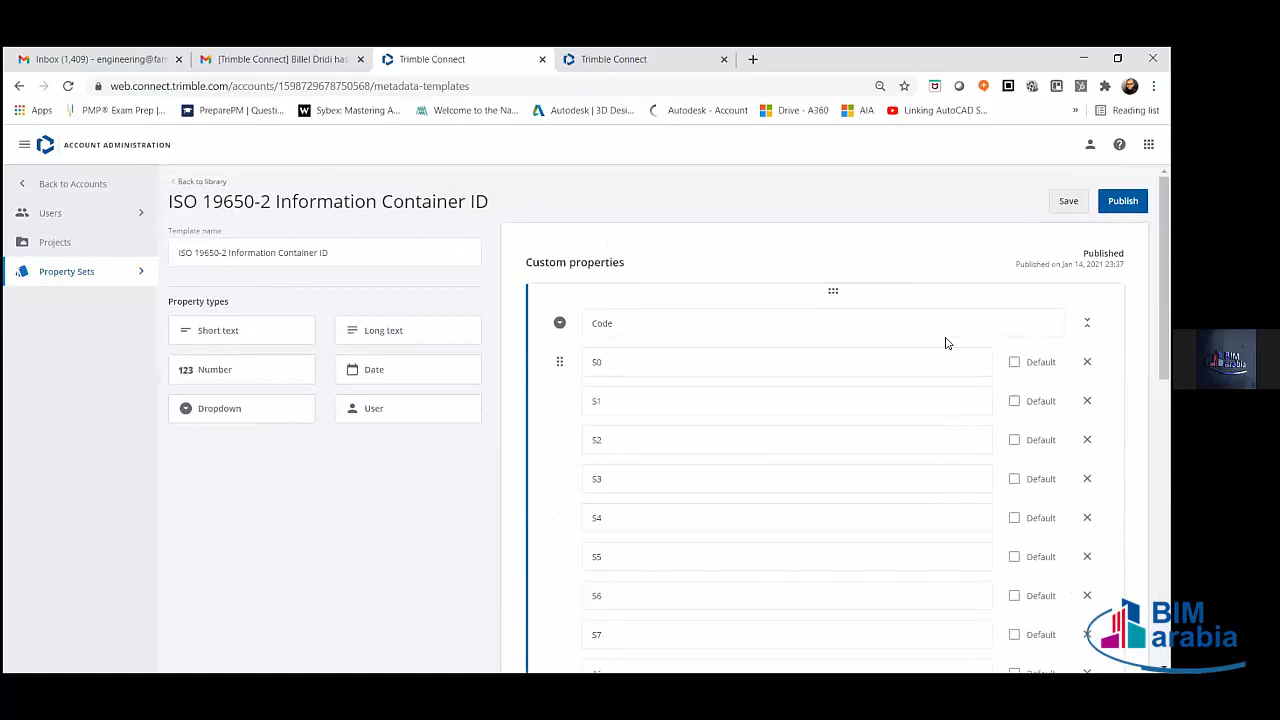 Inbox (1,409) - engineering@far
[Trimble Connect] Billel Dridi has
Trimble Connect
Trimble Connect
web.connect.trimble.com/accounts/1598729678750568/metadata-templates
Apps
PMP® Exam Prep |...
PreparePM | Questi...
Sybex: Mastering A...
Welcome to the Na...
Autodesk | 3D Desi...
Autodesk - Account
Drive - A360
AIA
Linking AutoCAD S...
»
Reading list
ACCOUNT ADMINISTRATION
Back to Accounts
Users
Projects
Property Sets
Back to library
ISO 19650-2 Information Container ID
Save
Publish
Template name
ISO 19650-2 Information Container ID
Property types
Short text
Long text
123 Number
Date
Dropdown
User
Custom properties
Published
Published on Jan 14, 2021 23:37
Code
S0
Default
S1
Default
S2
Default
S3
Default
S4
Default
S5
Default
S6
Default
S7
Default
BIM
arabia
BIM
arabia